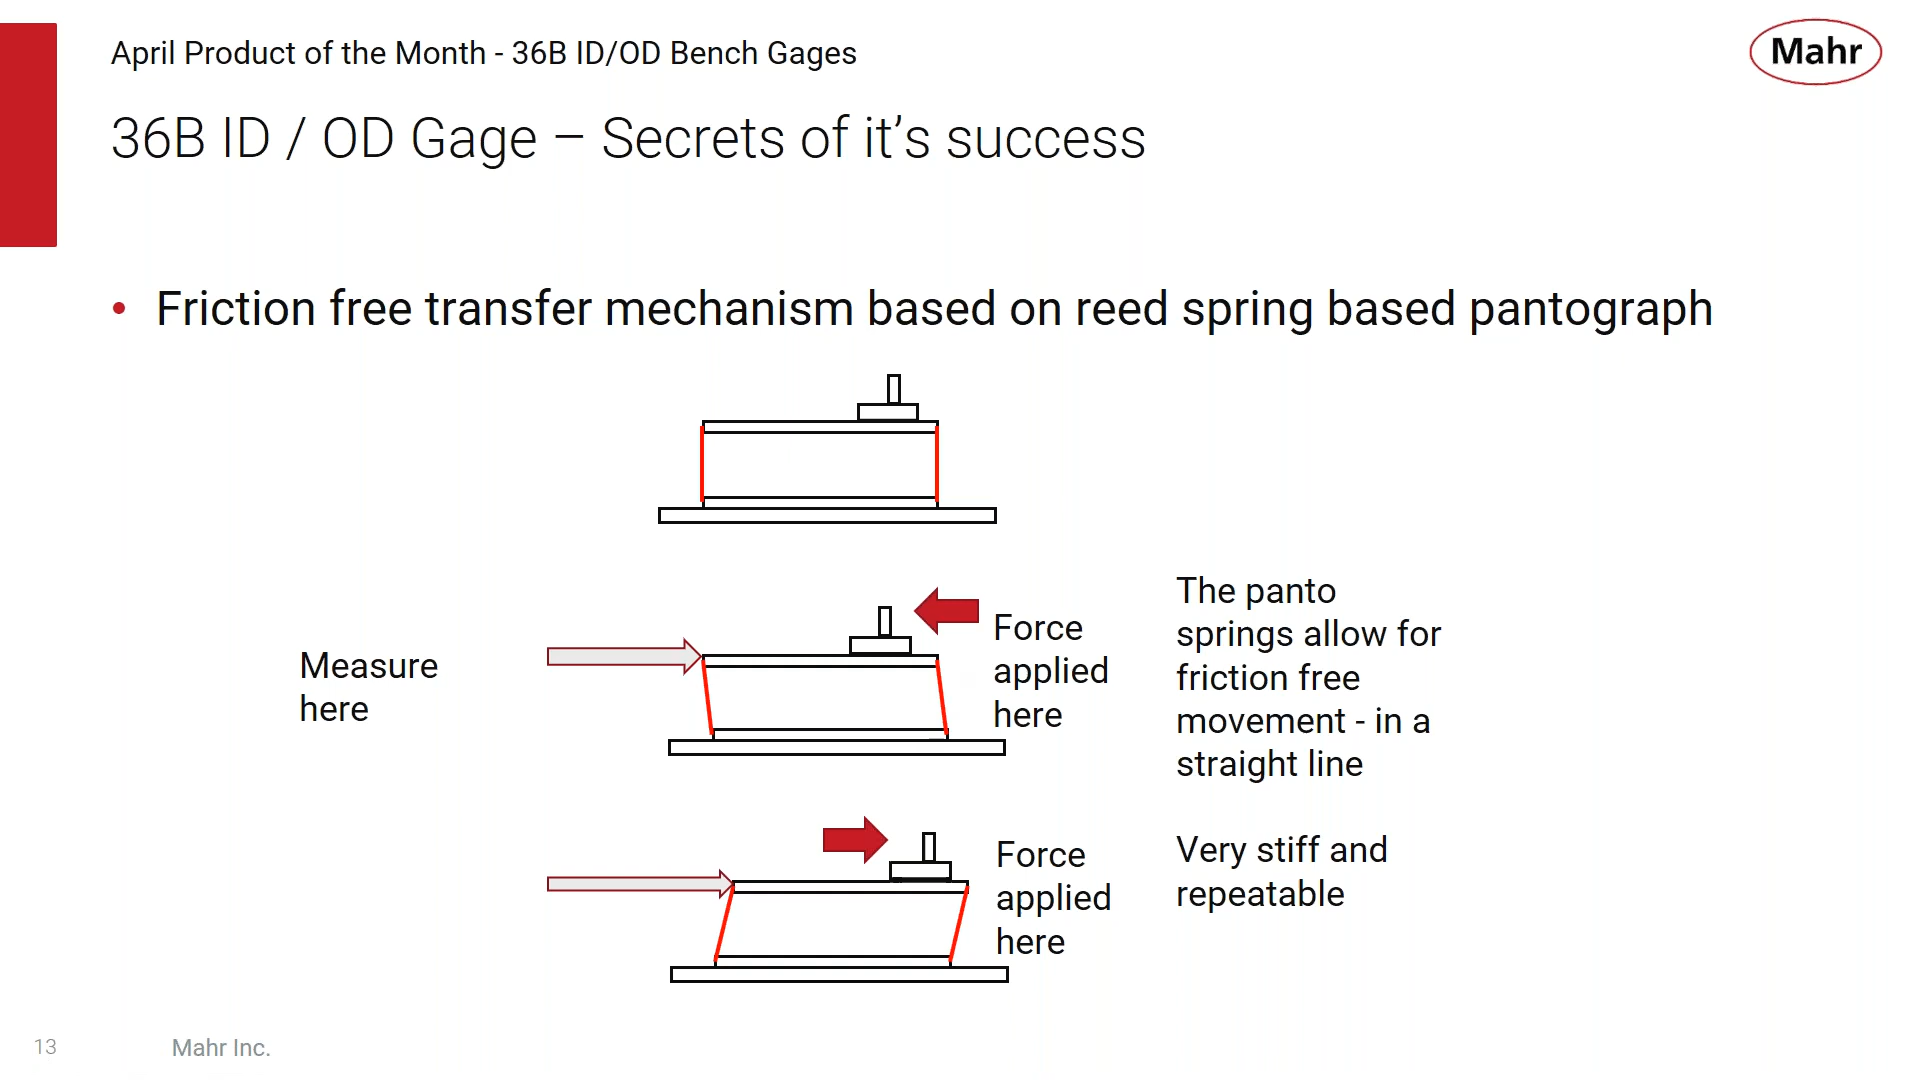 April Product of the Month - 36B ID/OD Bench Gages
Mahr
36B ID / OD Gage – Secrets of it’s success
• Friction free transfer mechanism based on reed spring based pantograph
Measure
here
Force
applied
here
The panto
springs allow for
friction free
movement - in a
straight line
Force
applied
here
Very stiff and
repeatable
13
Mahr Inc.